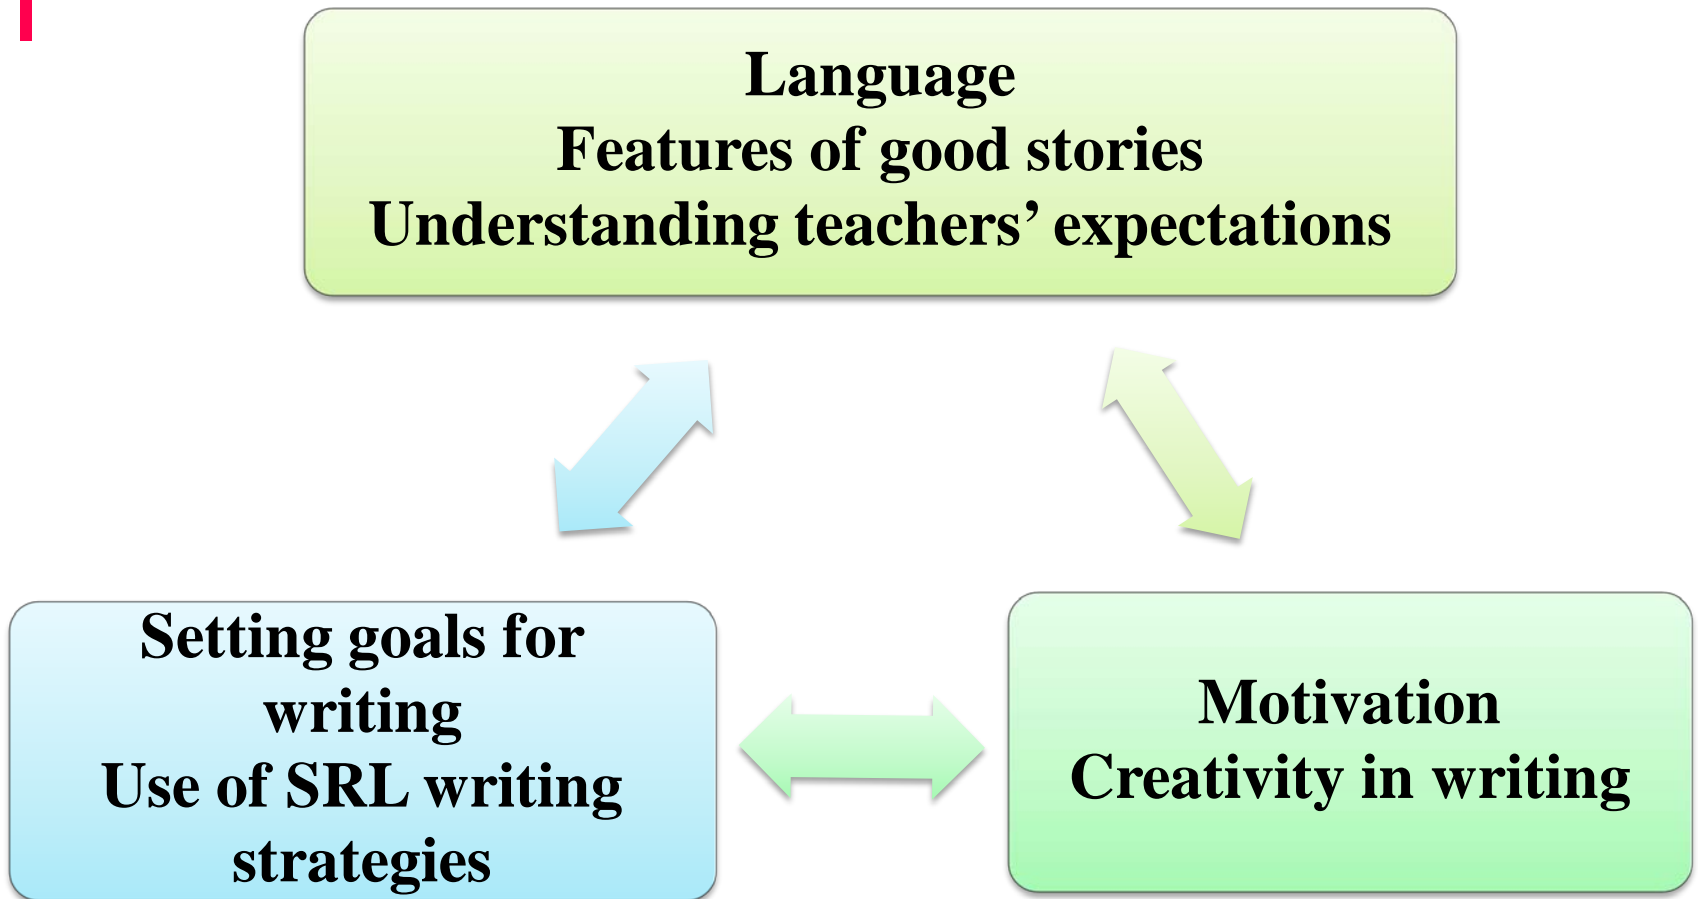 Language
Features of good stories
Understanding teachers’ expectations
Setting goals for
writing
Use of SRL writing
strategies
Motivation
Creativity in writing